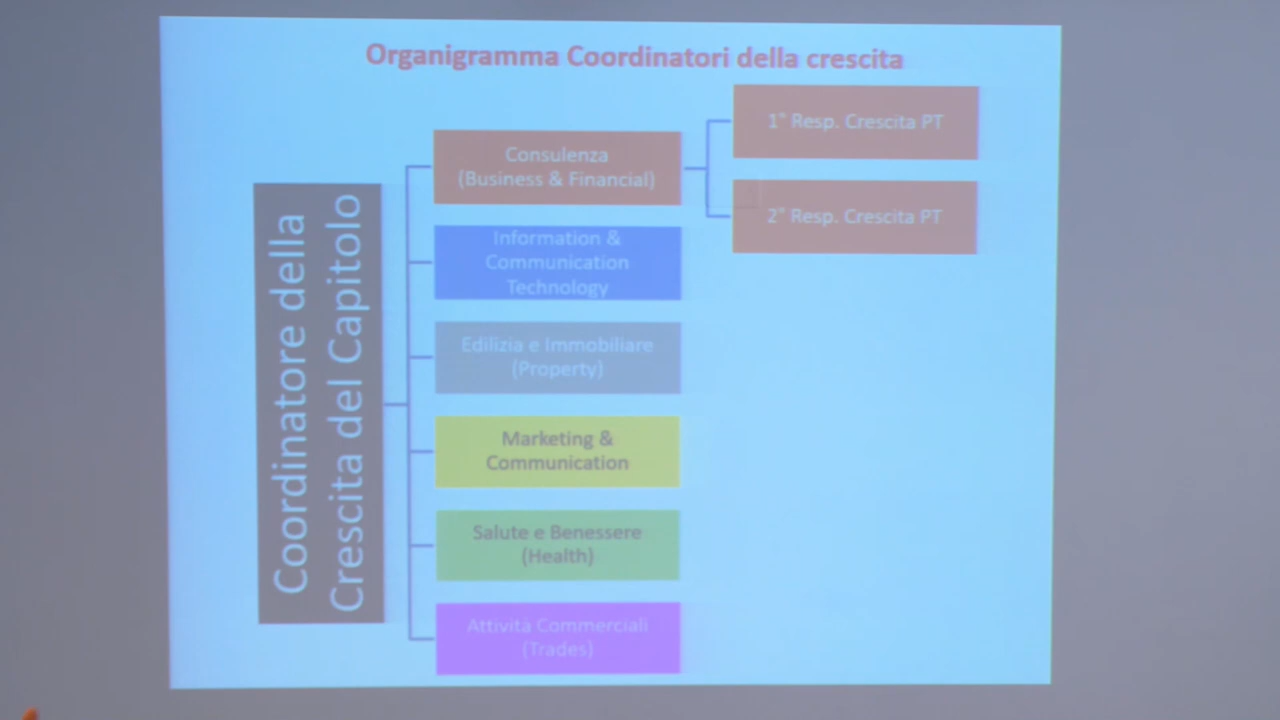 Organigramma Coordinatori della crescita
Coordinatore della
Crescita del Capitolo
Consulenza
(Business & Financial)
1° Resp. Crescita PT
2° Resp. Crescita PT
Information &
Communication
Technology
Edilizia e Immobiliare
(Property)
Marketing &
Communication
Salute e Benessere
(Health)
Attività Commerciali
(Trades)